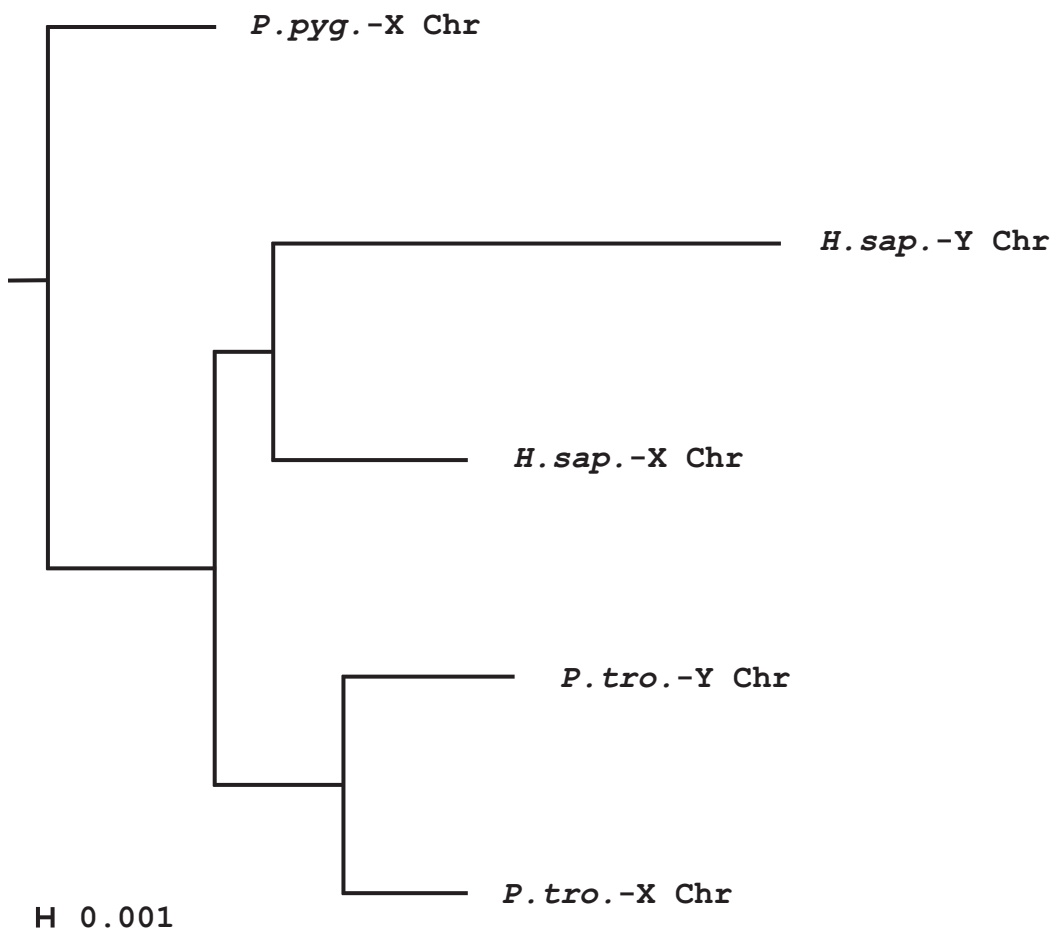 P.pyg.-X Chr
H.sap.-Y Chr
H.sap.-X Chr
P.tro.-Y Chr
P.tro.-X Chr
0.001